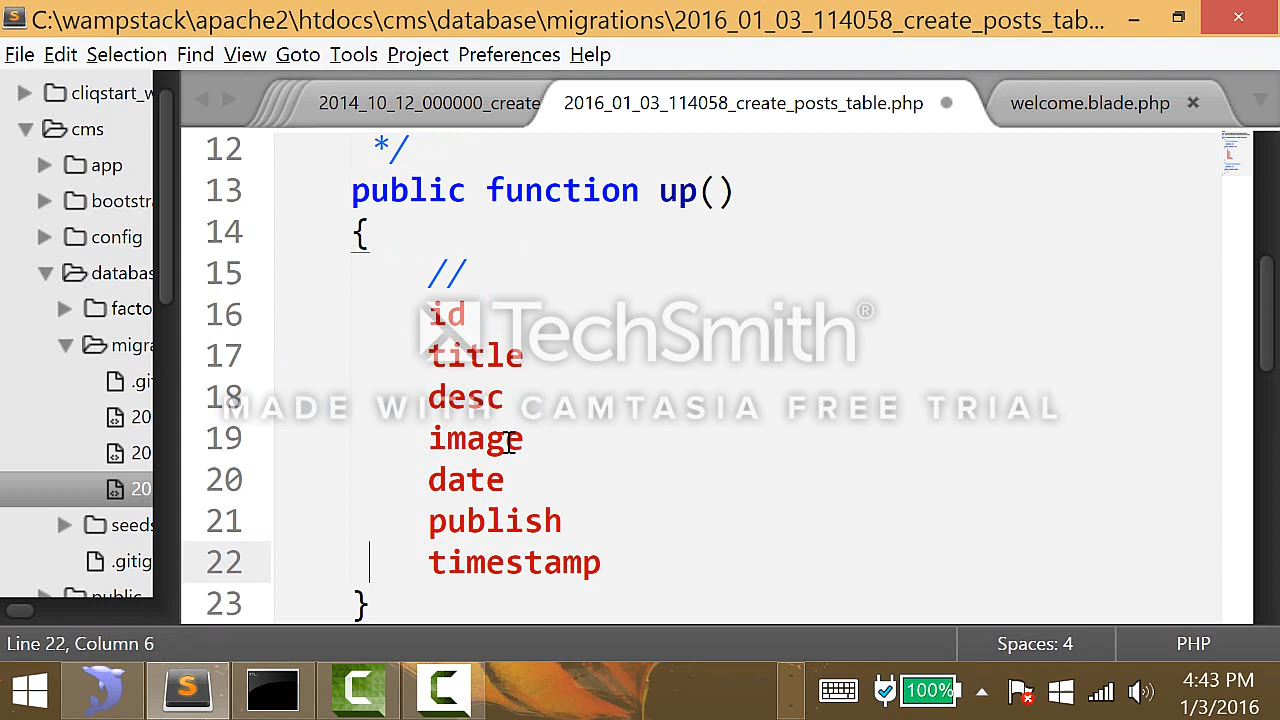 C:\wampstack\apache2\htdocs\cms\database\migrations\2016_01_03_114058_create_posts_tab...
File Edit Selection Find View Goto Tools Project Preferences Help
cliqstart_w
cms
app
bootstra
config
databas
facto
migra
.gi
20
20
20
seeds
.gitig
public
2014_10_12_000000_create
2016_01_03_114058_create_posts_table.php
welcome.blade.php
12 */
13 public function up()
14 {
15 //
16 id
17 title
18 desc
19 image
20 date
21 publish
22 timestamp
23 }
TechSmith®
MADE WITH CAMTASIA FREE TRIAL
Line 22, Column 6
Spaces: 4
PHP
100%
4:43 PM
1/3/2016